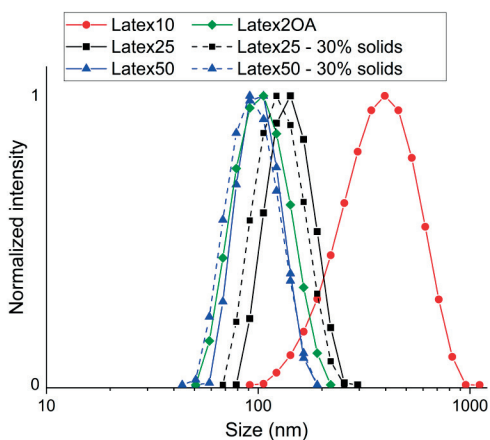 Latex10 Latex2OA
Latex25 Latex25 - 30% solids
Latex50 Latex50 - 30% solids
1
Normalized intensity
0
10 100 1000
Size (nm)